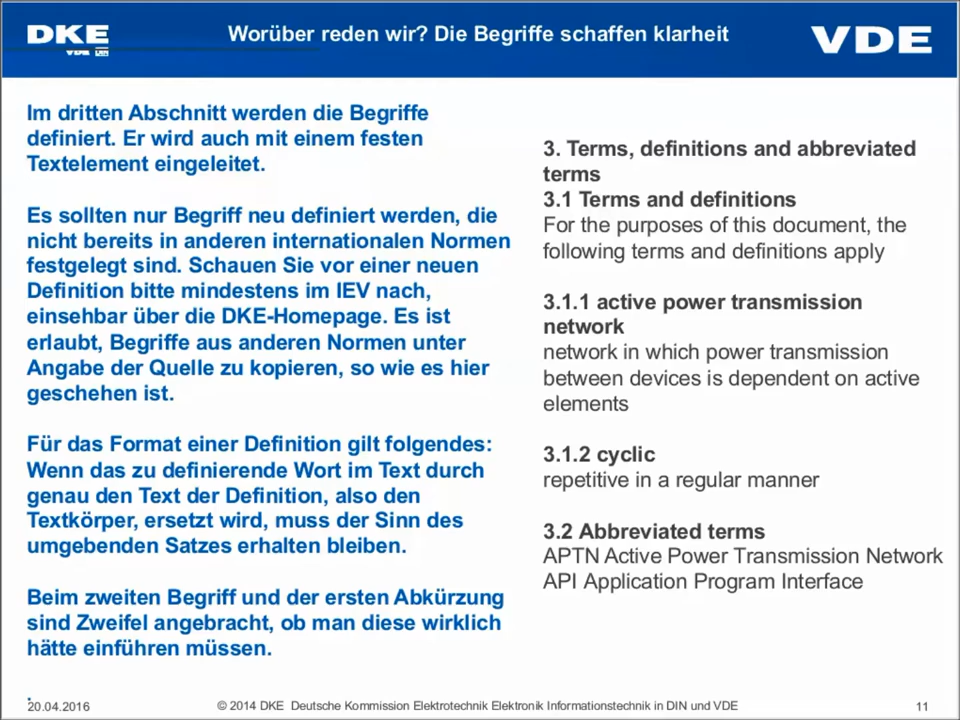 DKE
VDE DIN
Worüber reden wir? Die Begriffe schaffen klarheit
VDE
Im dritten Abschnitt werden die Begriffe
definiert. Er wird auch mit einem festen
Textelement eingeleitet.
Es sollten nur Begriff neu definiert werden, die
nicht bereits in anderen internationalen Normen
festgelegt sind. Schauen Sie vor einer neuen
Definition bitte mindestens im IEV nach,
einsehbar über die DKE-Homepage. Es ist
erlaubt, Begriffe aus anderen Normen unter
Angabe der Quelle zu kopieren, so wie es hier
geschehen ist.
Für das Format einer Definition gilt folgendes:
Wenn das zu definierende Wort im Text durch
genau den Text der Definition, also den
Textkörper, ersetzt wird, muss der Sinn des
umgebenden Satzes erhalten bleiben.
Beim zweiten Begriff und der ersten Abkürzung
sind Zweifel angebracht, ob man diese wirklich
hätte einführen müssen.
3. Terms, definitions and abbreviated
terms
3.1 Terms and definitions
For the purposes of this document, the
following terms and definitions apply
3.1.1 active power transmission
network
network in which power transmission
between devices is dependent on active
elements
3.1.2 cyclic
repetitive in a regular manner
3.2 Abbreviated terms
APTN Active Power Transmission Network
API Application Program Interface
20.04.2016
© 2014 DKE Deutsche Kommission Elektrotechnik Elektronik Informationstechnik in DIN und VDE
11